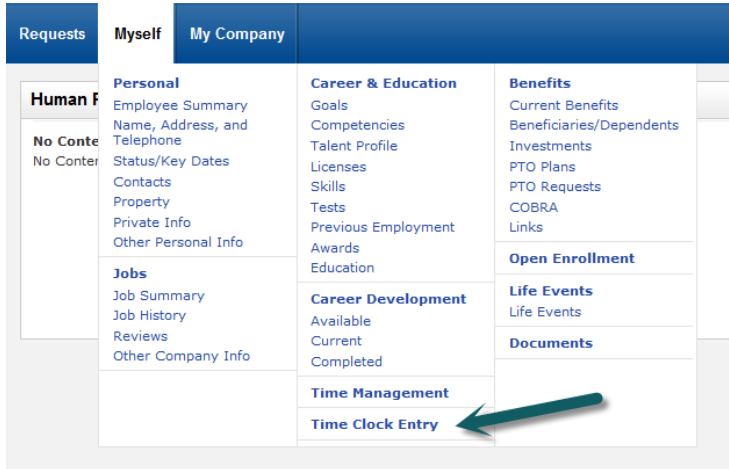 Requests
Myself
My Company
Human
No Conte
No Conter
Personal
Employee Summary
Name, Address, and
Telephone
Status/Key Dates
Contacts
Property
Private Info
Other Personal Info
Jobs
Job Summary
Job History
Reviews
Other Company Info
Career & Education
Goals
Competencies
Talent Profile
Licenses
Skills
Tests
Previous Employment
Awards
Education
Career Development
Available
Current
Completed
Time Management
Time Clock Entry
Benefits
Current Benefits
Beneficiaries/Dependents
Investments
PTO Plans
PTO Requests
COBRA
Links
Open Enrollment
Life Events
Life Events
Documents